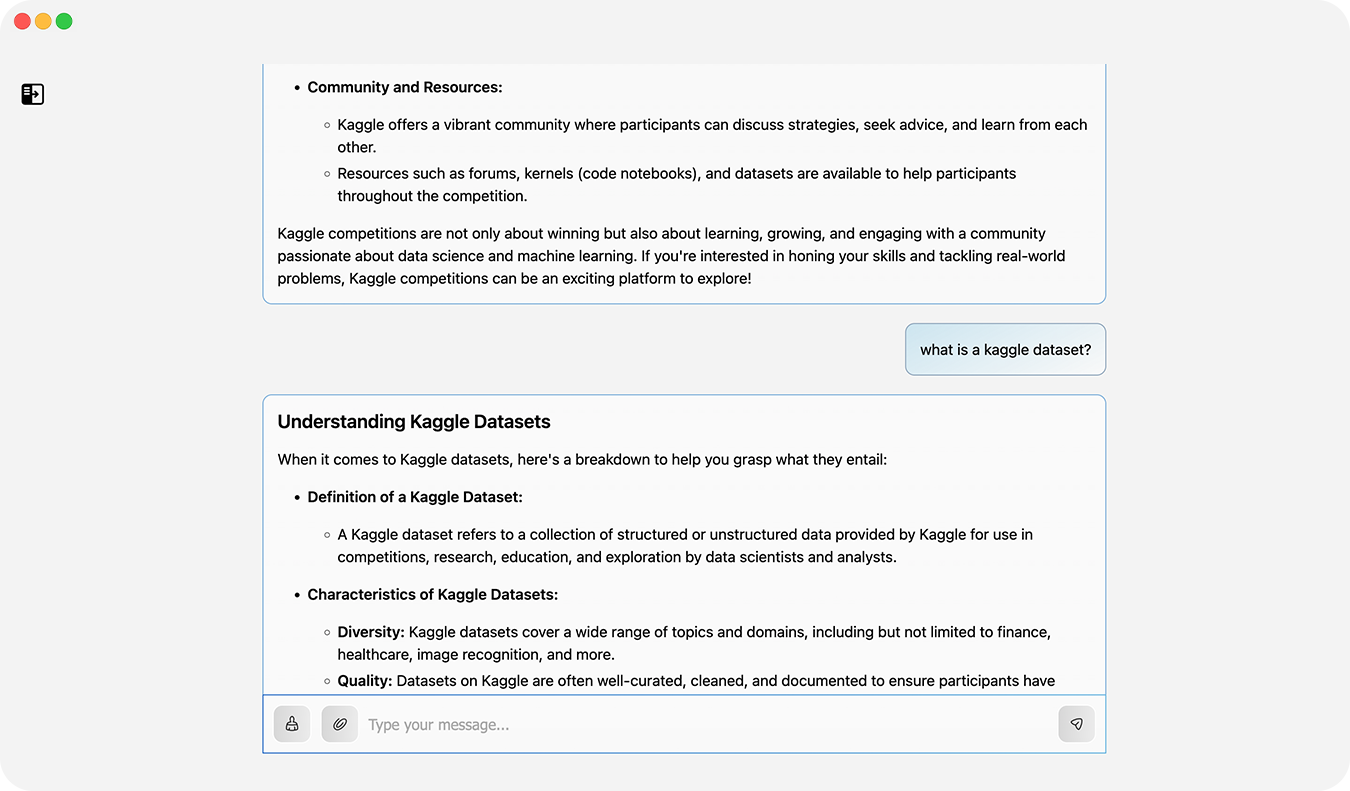 • Community and Resources:
◦ Kaggle offers a vibrant community where participants can discuss strategies, seek advice, and learn from each
other.
◦ Resources such as forums, kernels (code notebooks), and datasets are available to help participants
throughout the competition.
Kaggle competitions are not only about winning but also about learning, growing, and engaging with a community
passionate about data science and machine learning. If you're interested in honing your skills and tackling real-world
problems, Kaggle competitions can be an exciting platform to explore!
what is a kaggle dataset?
Understanding Kaggle Datasets
When it comes to Kaggle datasets, here's a breakdown to help you grasp what they entail:
• Definition of a Kaggle Dataset:
◦ A Kaggle dataset refers to a collection of structured or unstructured data provided by Kaggle for use in
competitions, research, education, and exploration by data scientists and analysts.
• Characteristics of Kaggle Datasets:
◦ Diversity: Kaggle datasets cover a wide range of topics and domains, including but not limited to finance,
healthcare, image recognition, and more.
◦ Quality: Datasets on Kaggle are often well-curated, cleaned, and documented to ensure participants have
Type your message...